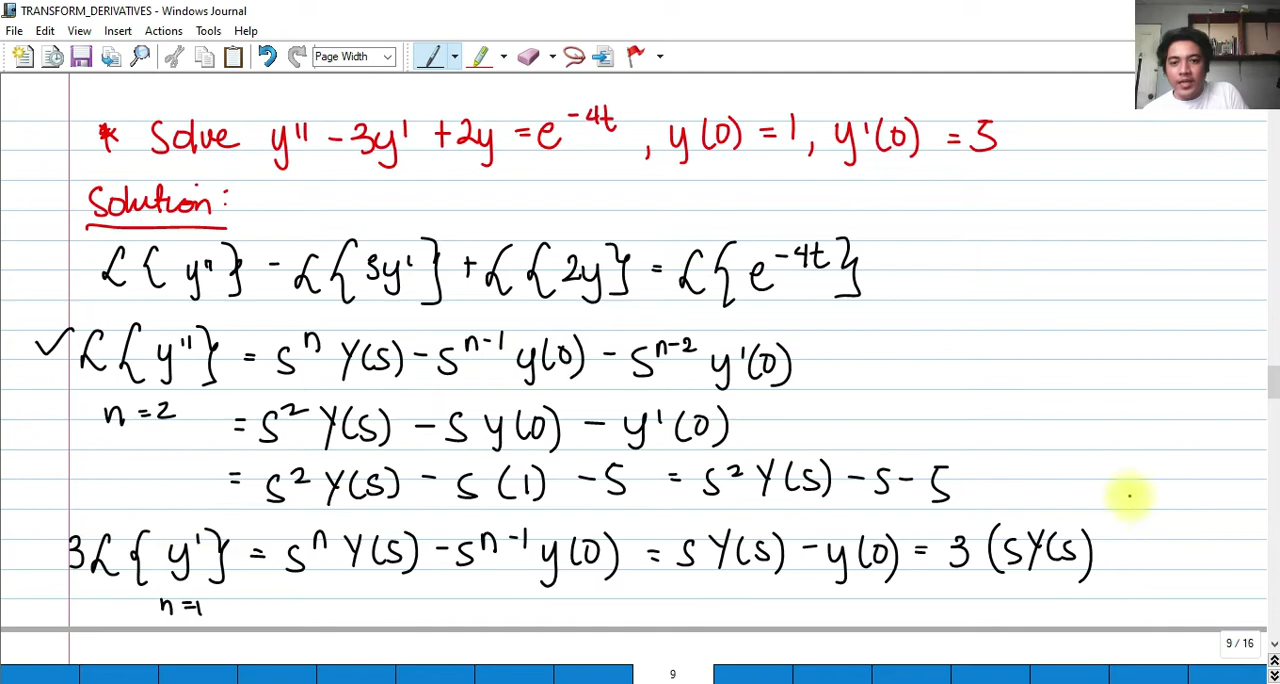 TRANSFORM_DERIVATIVES - Windows Journal
File Edit View Insert Actions Tools Help
Page Width
* Solve y'' - 3y' + 2y = e^{-4t}, y(0) = 1, y'(0) = 5
Solution:
ℒ{y''} - ℒ{3y'} + ℒ{2y} = ℒ{e^{-4t}}
✓ ℒ{y''} = s^n Y(s) - s^{n-1} y(0) - s^{n-2} y'(0)
n = 2
= s^2 Y(s) - s y(0) - y'(0)
= s^2 Y(s) - s(1) - 5 = s^2 Y(s) - s - 5
3ℒ{y'} = s^n Y(s) - s^{n-1} y(0) = s Y(s) - y(0) = 3(sY(s)
n=1
9 / 16
9